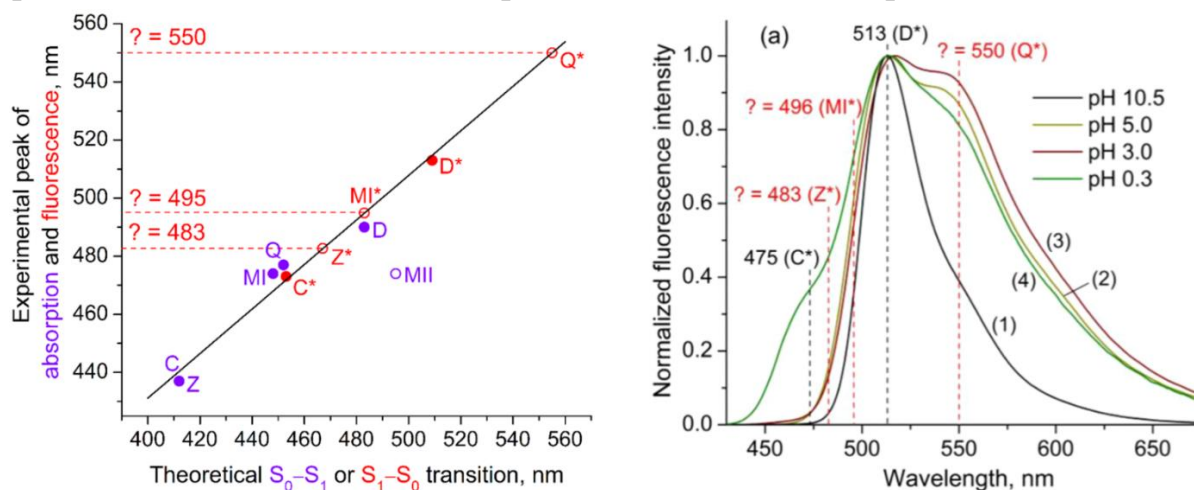 560
540
520
500
480
460
440
400 420 440 460 480 500 520 540 560
Experimental peak of
absorption and fluorescence, nm
Theoretical S₀–S₁ or S₁–S₀ transition, nm
? = 550
? = 495
? = 483
Q*
D*
MI*
D
Z*
Q
MI
C*
MII
C
Z
(a)
513 (D*)
? = 550 (Q*)
? = 496 (MI*)
? = 483 (Z*)
475 (C*)
pH 10.5
pH 5.0
pH 3.0
pH 0.3
(3)
(2)
(4)
(1)
1.0
0.8
0.6
0.4
0.2
0.0
450 500 550 600 650
Normalized fluorescence intensity
Wavelength, nm